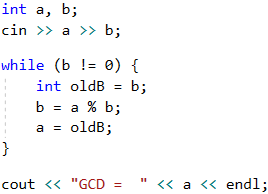 int a, b;
cin >> a >> b;
while (b != 0) {
int oldB = b;
b = a % b;
a = oldB;
}
cout << "GCD =  " << a << endl;